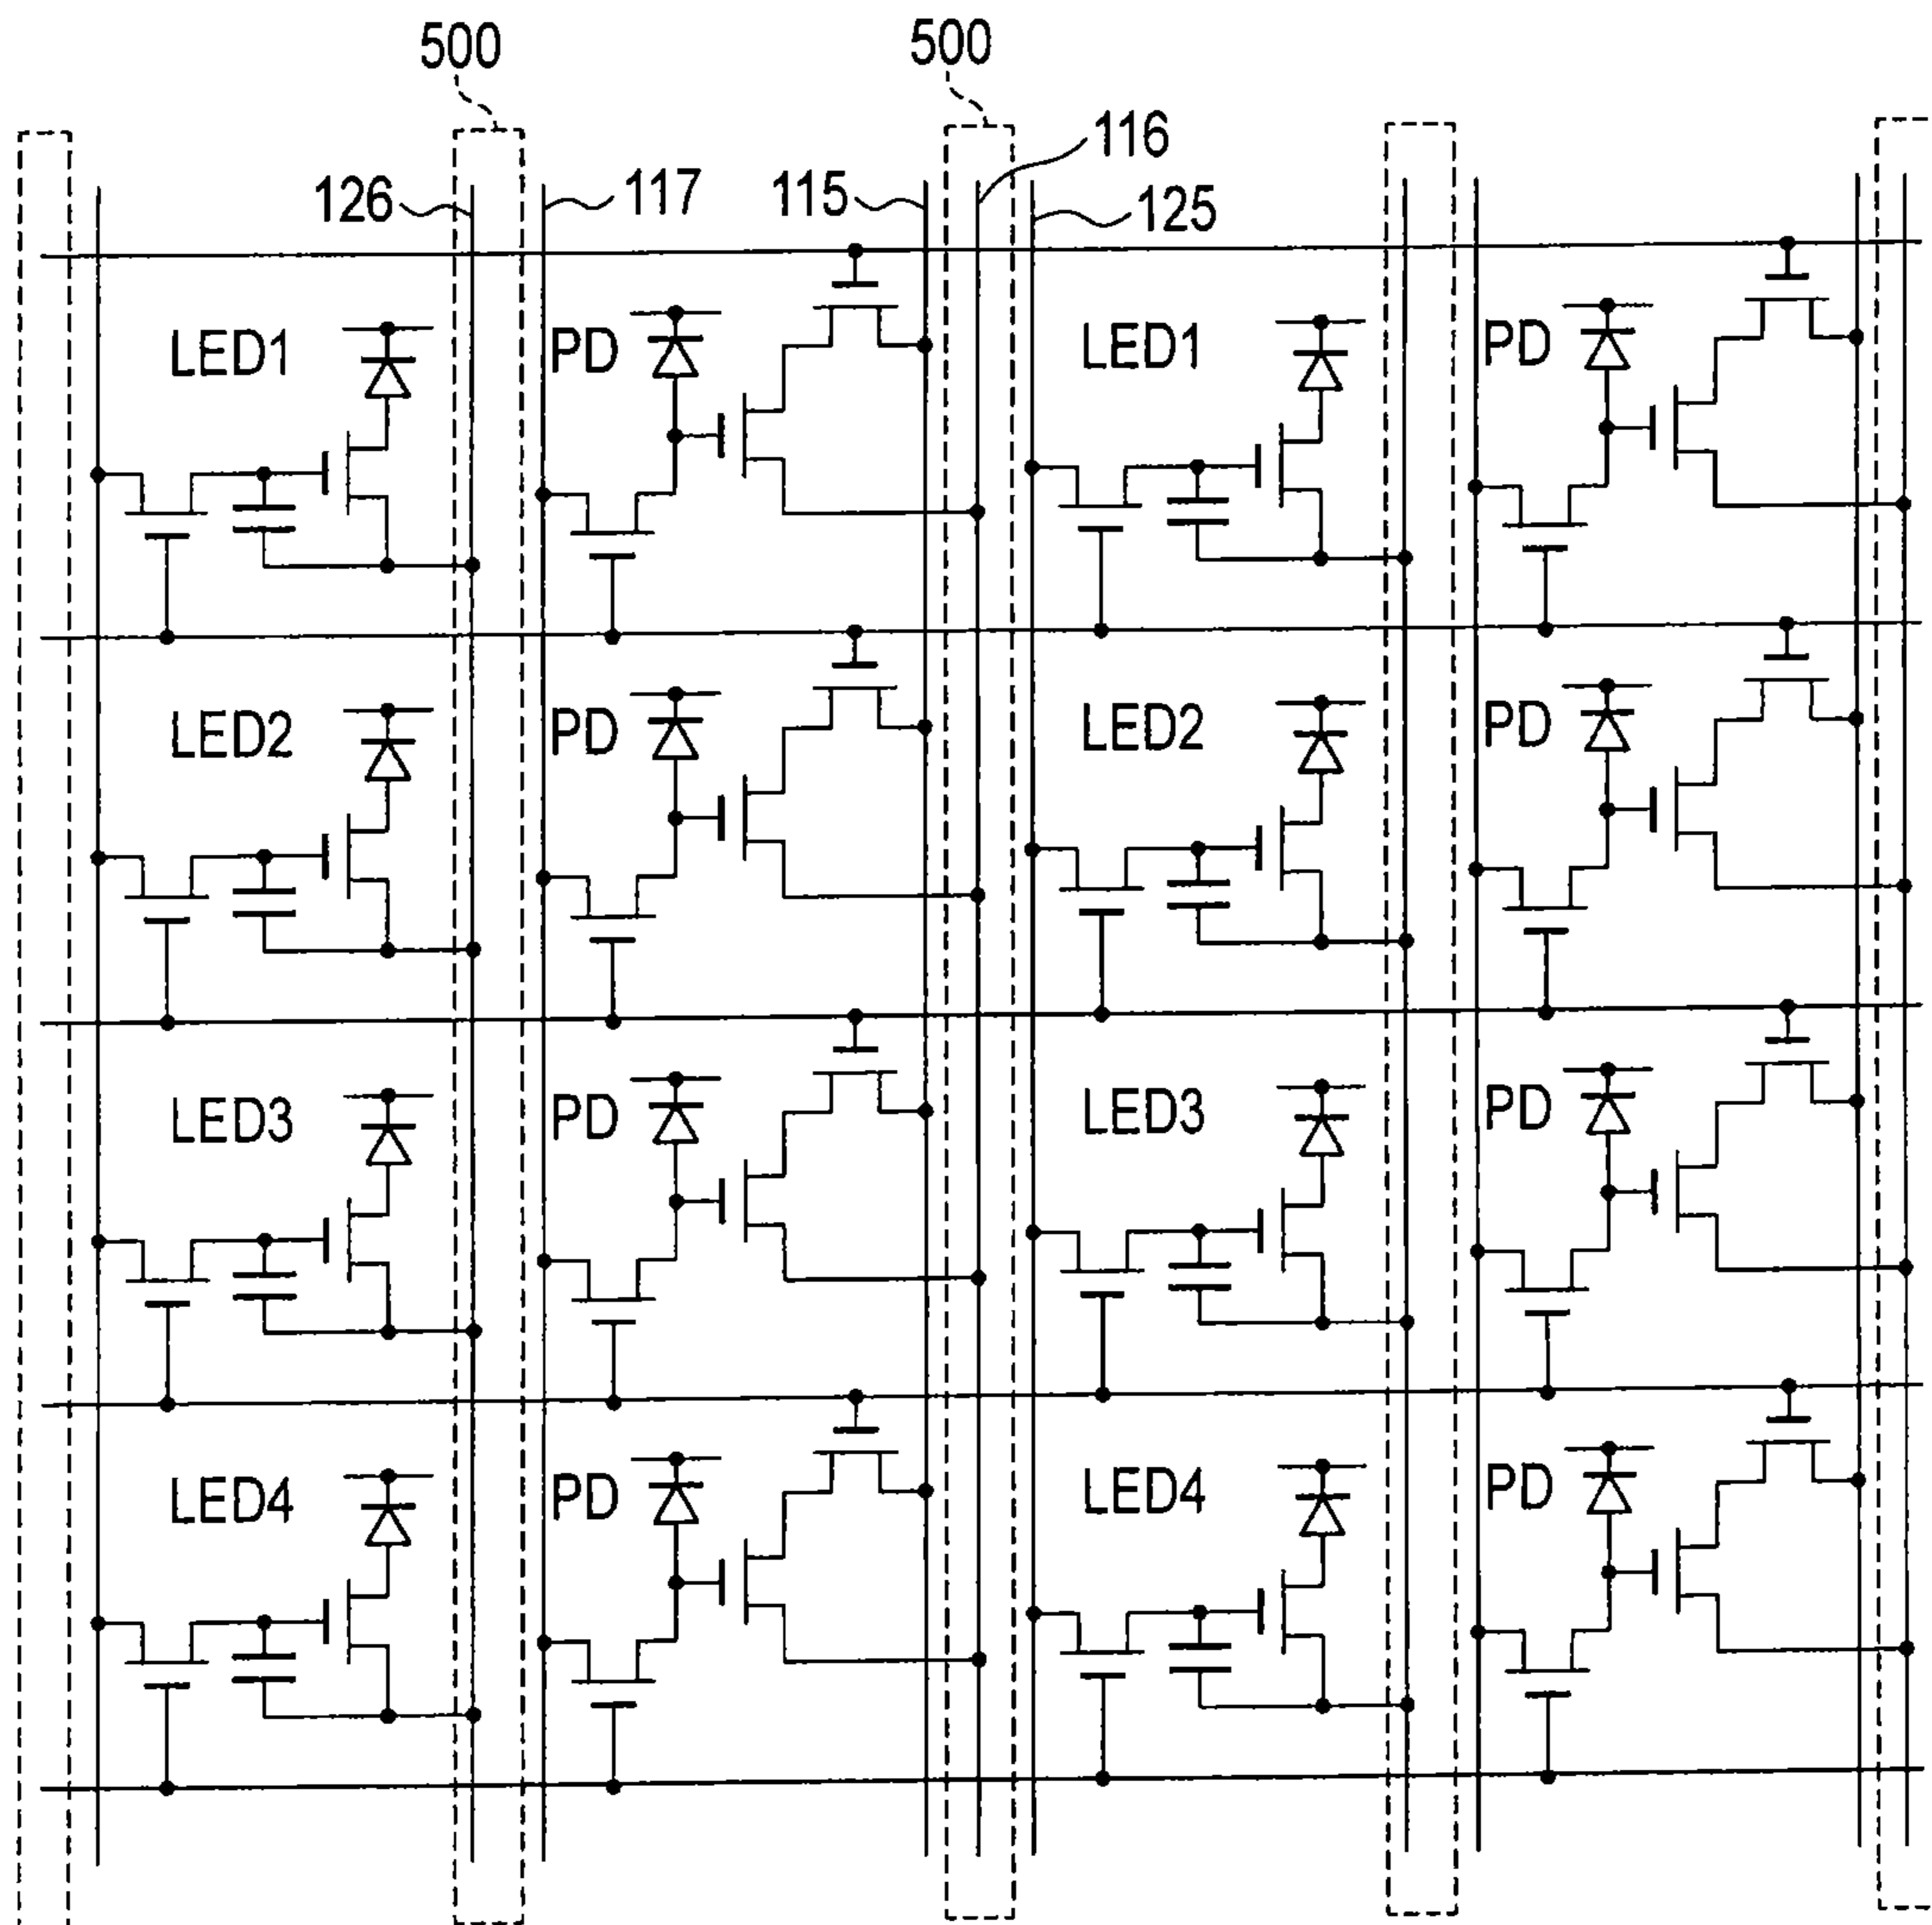 500 500
116
126 117 115 125
LED1 PD LED1 PD
LED2 PD LED2 PD
LED3 PD LED3 PD
LED4 PD LED4 PD